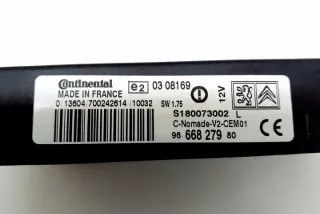 Continental
MADE IN FRANCE
e2 03 08169
12V
0 13604.700242614 / 10032 SW 1.75
S180073002 L
C-Nomade-V2-CEM01
96 668 279 80
CE